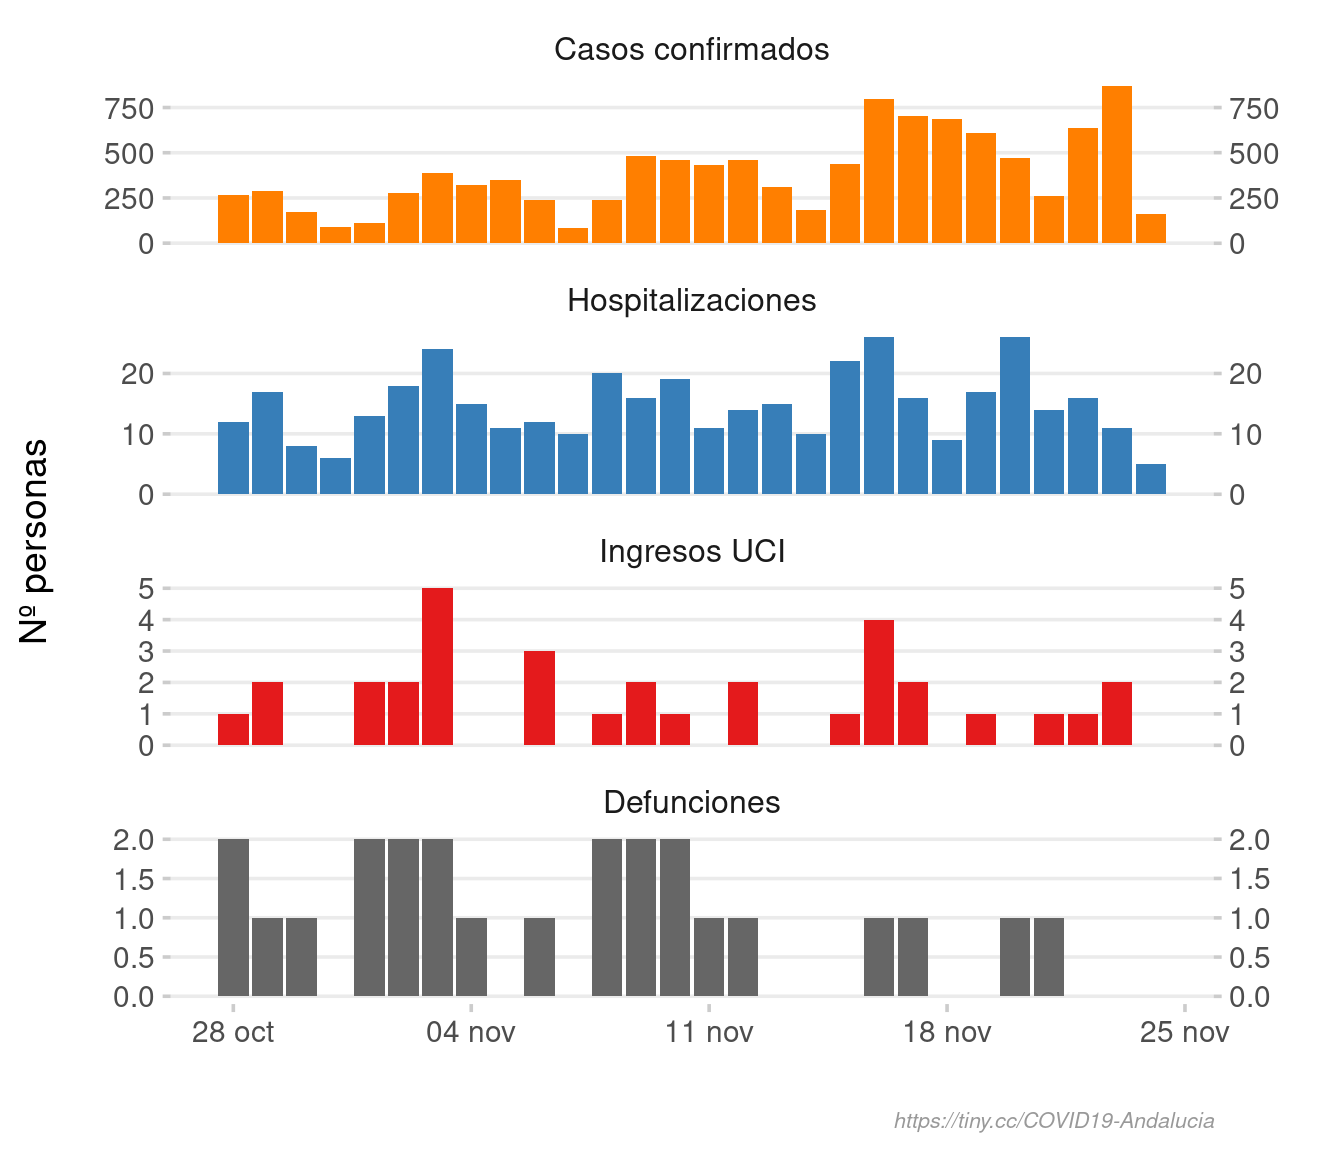 Casos confirmados
750 750
500 500
250 250
0 0
Hospitalizaciones
20 20
10 10
0 0
Nº personas
Ingresos UCI
5 5
4 4
3 3
2 2
1 1
0 0
Defunciones
2.0 2.0
1.5 1.5
1.0 1.0
0.5 0.5
0.0 0.0
28 oct 04 nov 11 nov 18 nov 25 nov
https://tiny.cc/COVID19-Andalucia